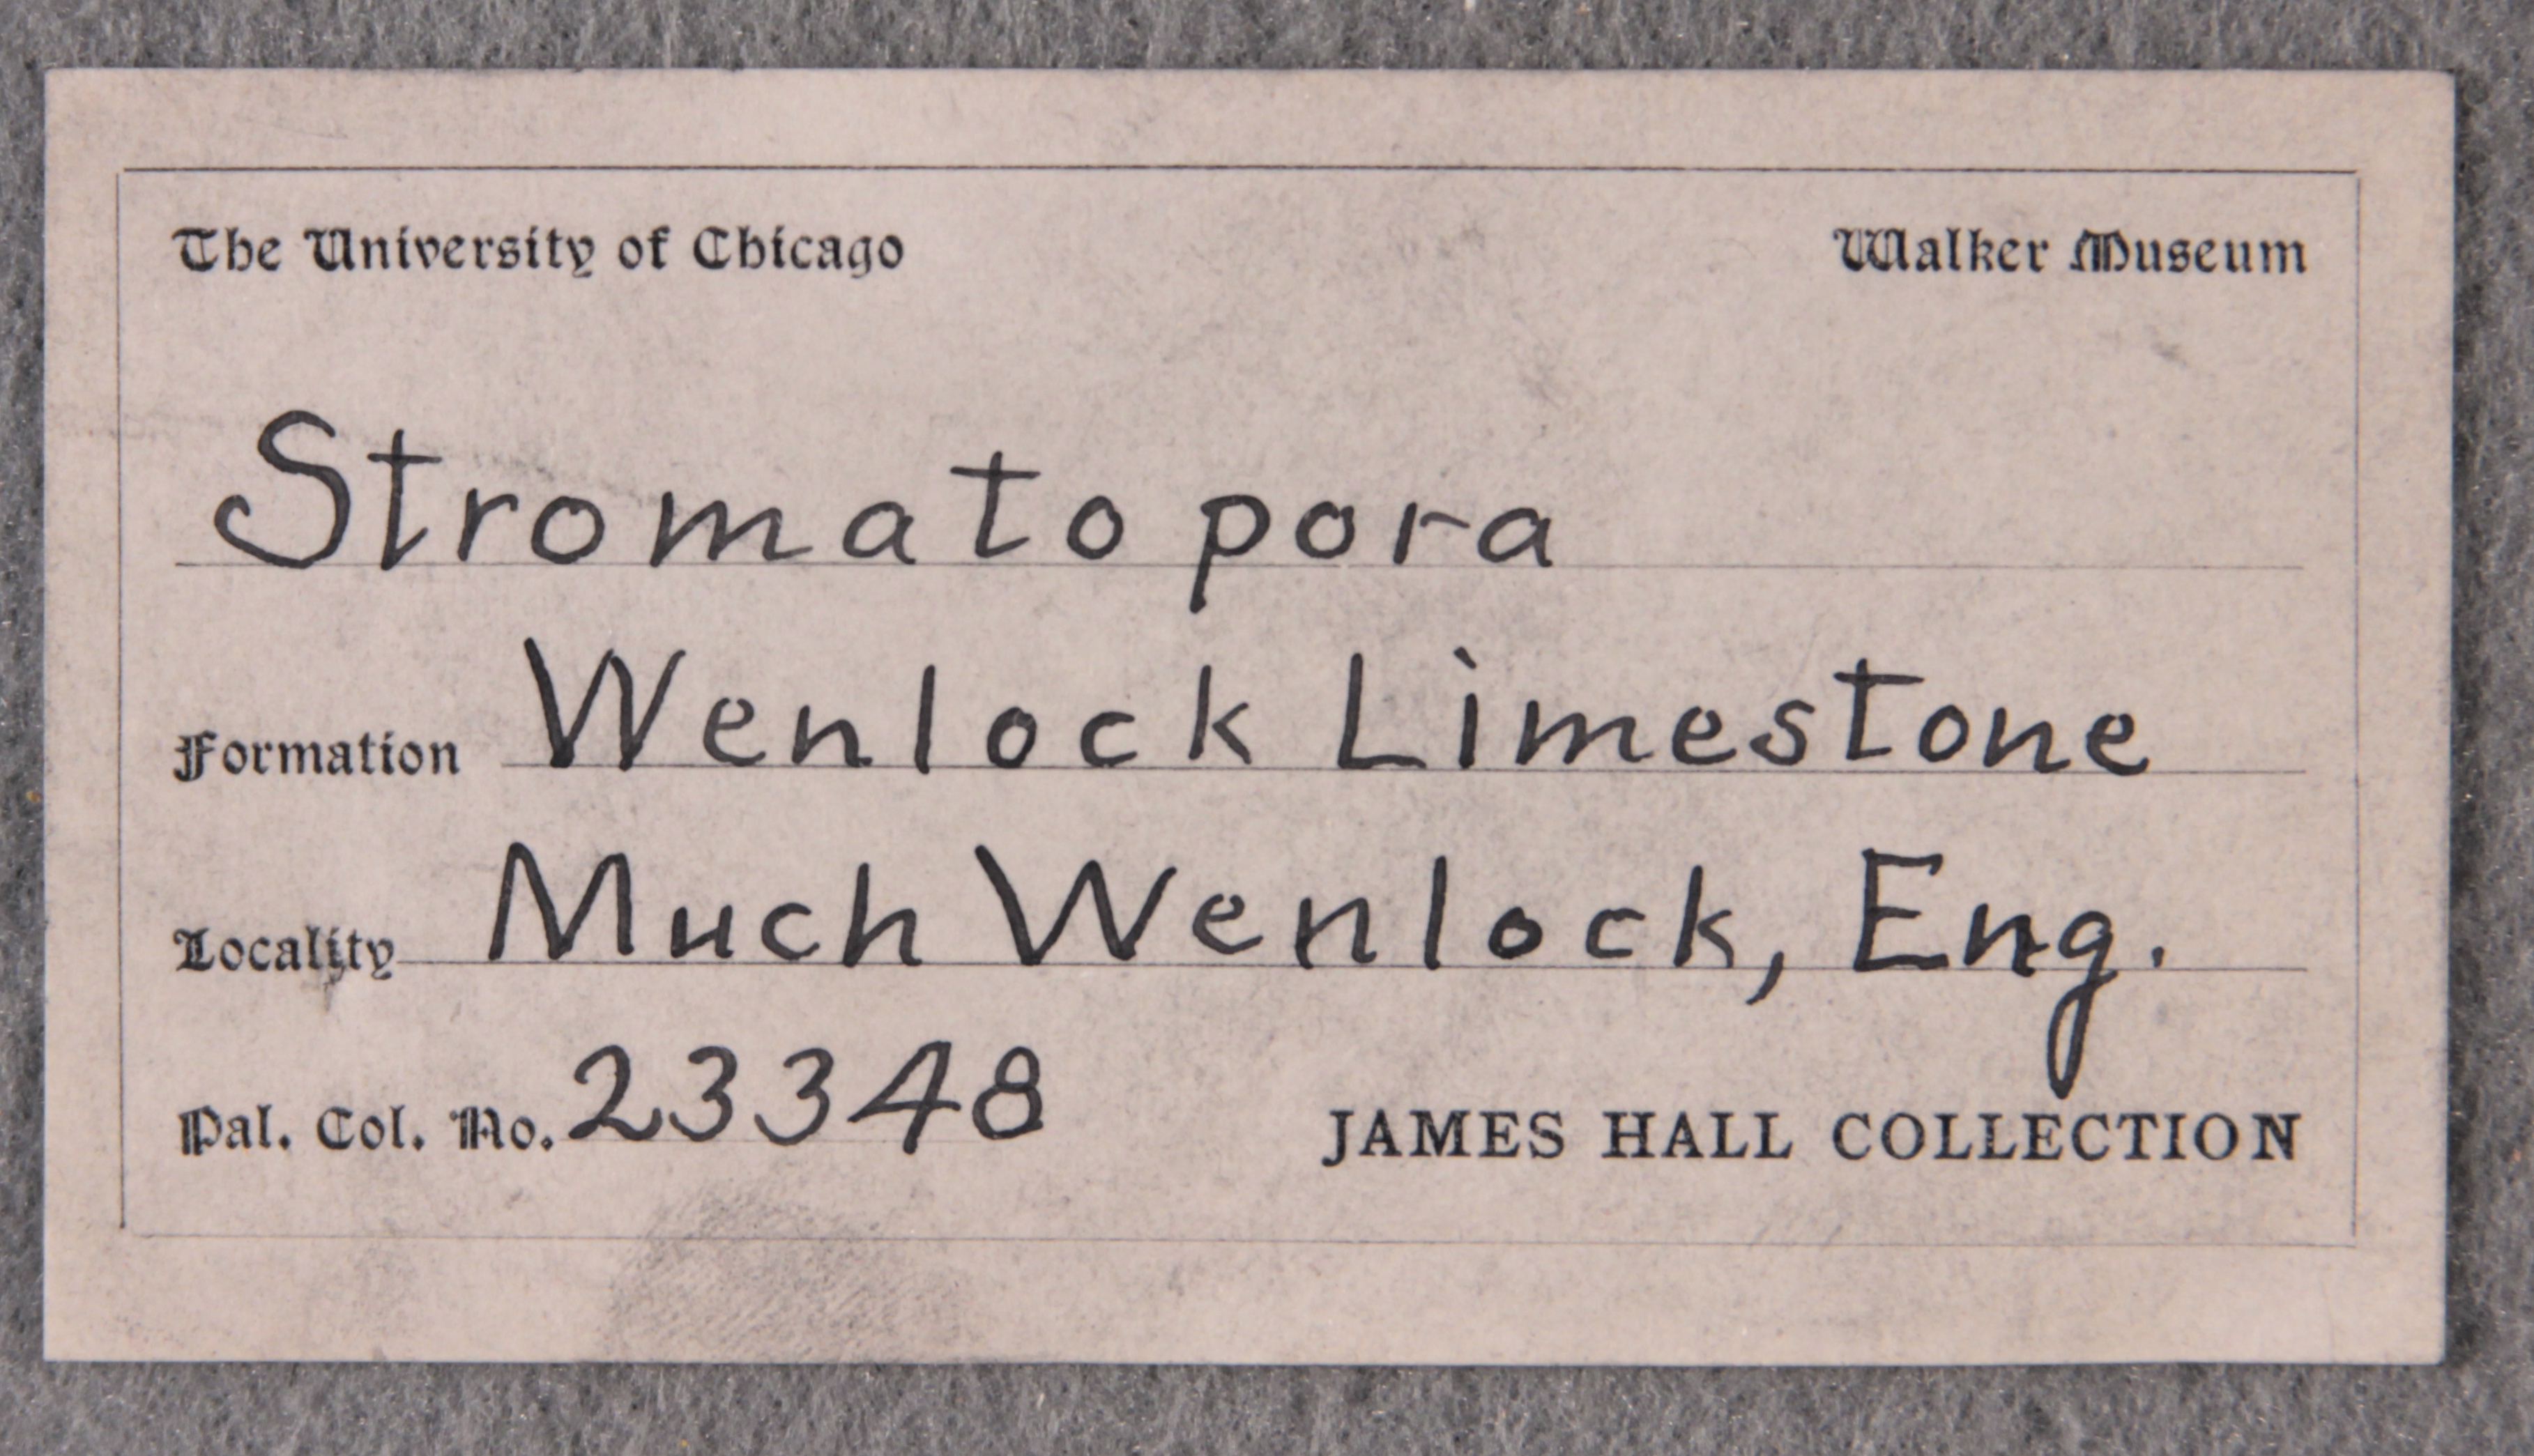 The University of Chicago Walker Museum
Stromatopora
Formation Wenlock Limestone
Locality Much Wenlock, Eng.
Pal. Col. No. 23348 JAMES HALL COLLECTION